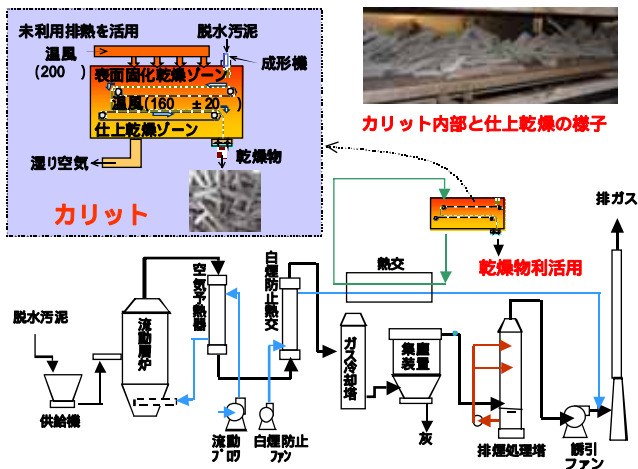 未利用排熱を活用
脱水汚泥
温風
(200　)
成形機
表面固化乾燥ゾーン
温風(160　±20　)
仕上乾燥ゾーン
湿り空気
乾燥物
カリット
カリット内部と仕上乾燥の様子
排ガス
乾燥物利活用
熱交
白煙防止熱交
空気予熱器
脱水汚泥
流動層炉
ガス冷却塔
集塵
装置
供給機
流動
ブロワ
白煙防止
ファン
灰
排煙処理塔
誘引
ファン